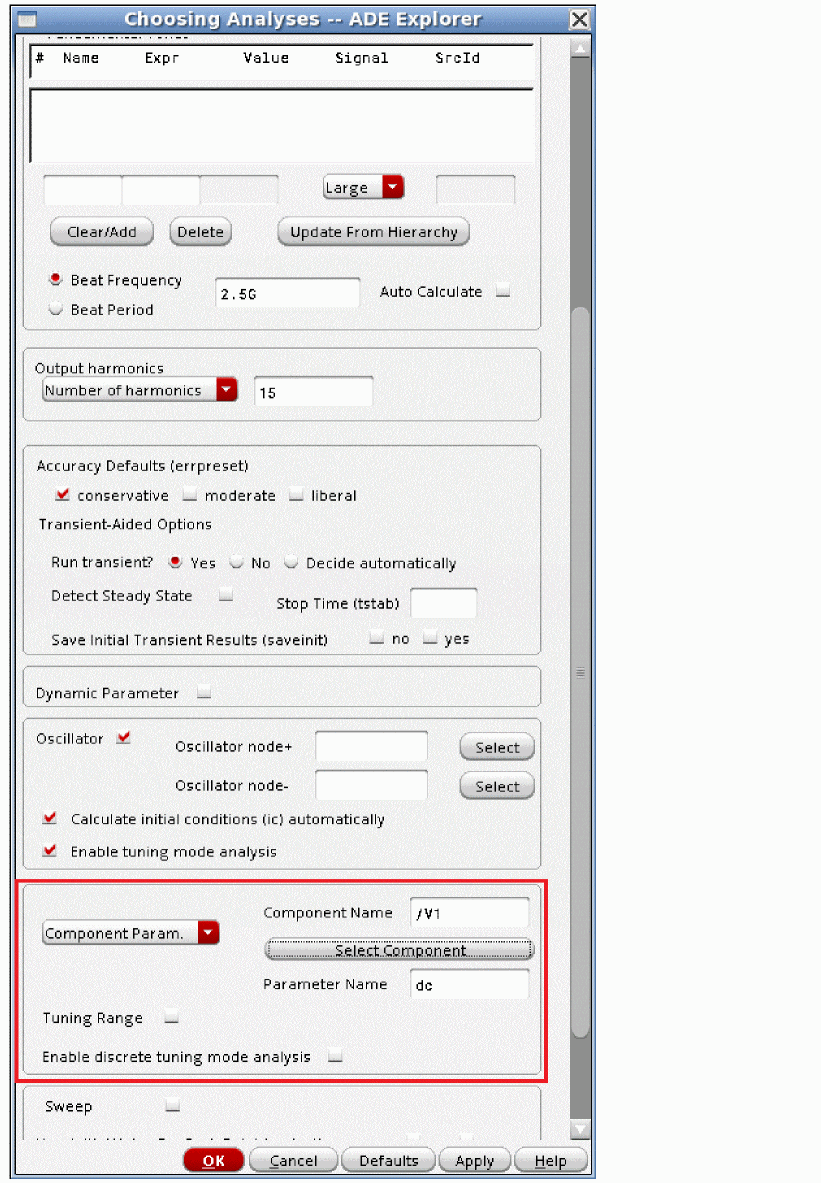 Choosing Analyses -- ADE Explorer
# Name Expr Value Signal SrcId
Large
Clear/Add Delete Update From Hierarchy
Beat Frequency 2.5G Auto Calculate
Beat Period
Output harmonics
Number of harmonics 15
Accuracy Defaults (errpreset)
conservative moderate liberal
Transient-Aided Options
Run transient? Yes No Decide automatically
Detect Steady State Stop Time (tstab)
Save Initial Transient Results (saveinit) no yes
Dynamic Parameter
Oscillator Oscillator node+ Select
Oscillator node- Select
Calculate initial conditions (ic) automatically
Enable tuning mode analysis
Component Name /V1
Component Param.
Select Component
Parameter Name dc
Tuning Range
Enable discrete tuning mode analysis
Sweep
OK Cancel Defaults Apply Help